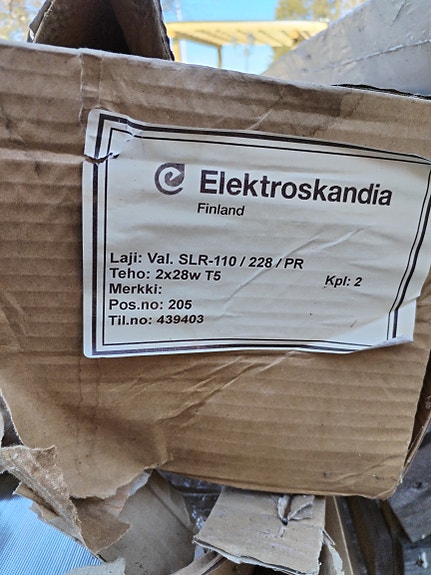 Elektroskandia
Finland
Laji: Val. SLR-110 / 228 / PR
Teho: 2x28w T5 Kpl: 2
Merkki:
Pos.no: 205
Til.no: 439403